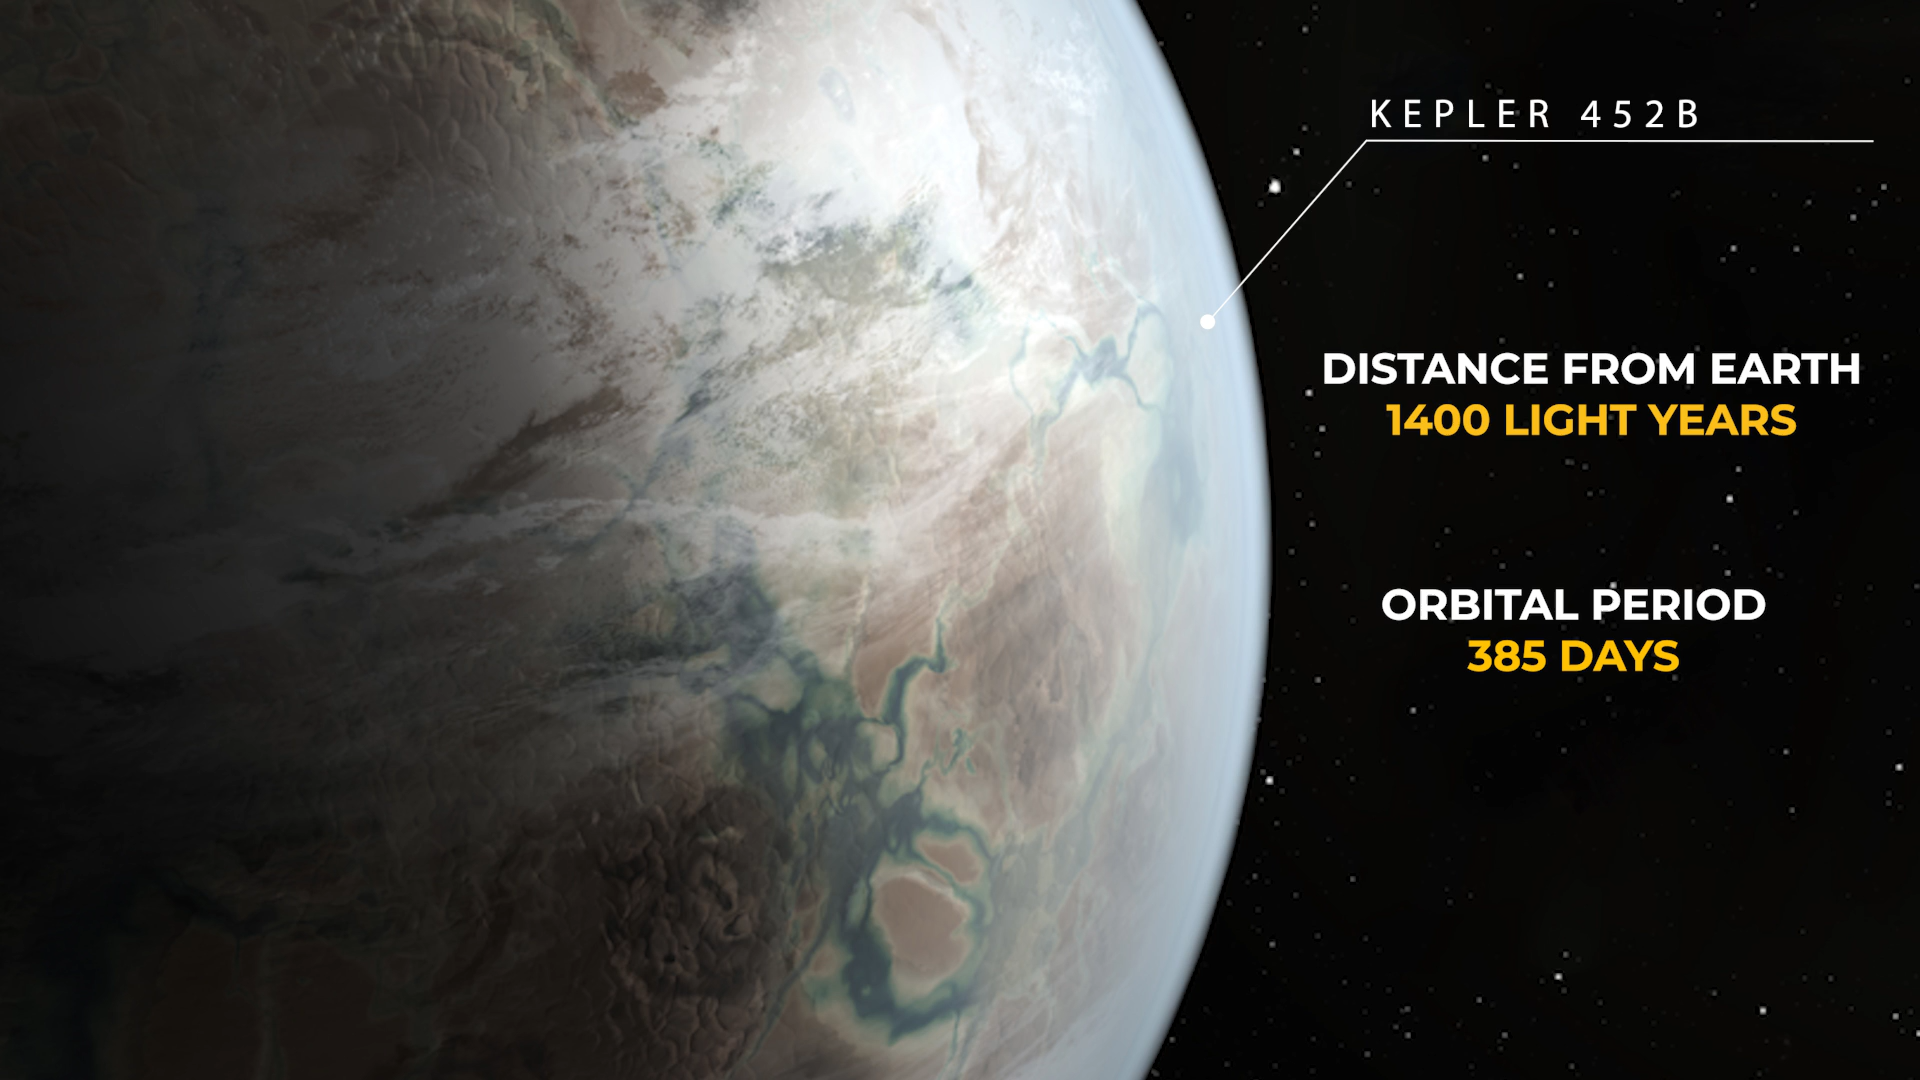 KEPLER 452B
DISTANCE FROM EARTH
1400 LIGHT YEARS
ORBITAL PERIOD
385 DAYS